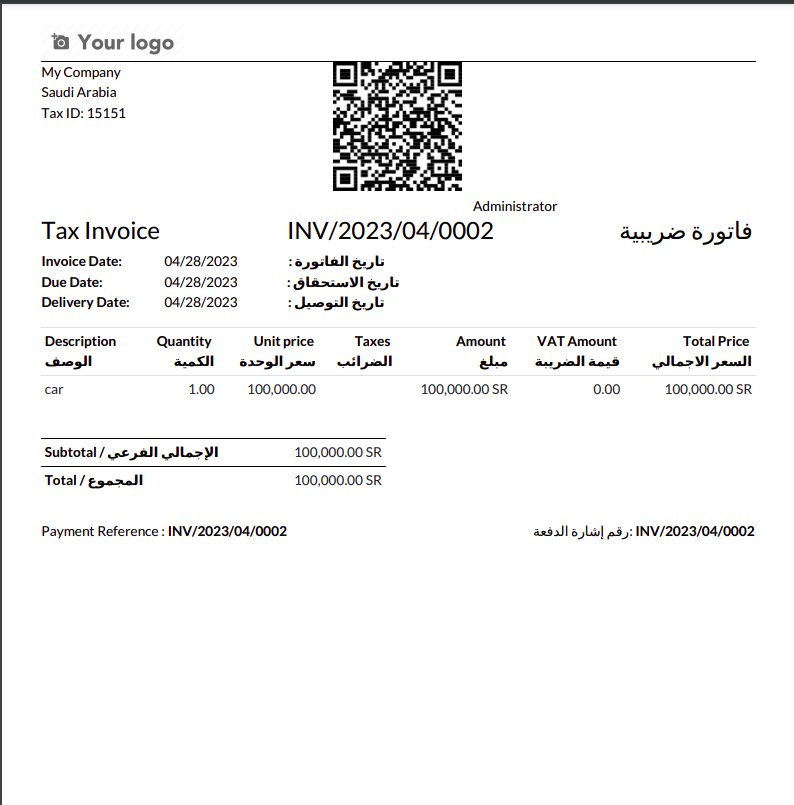 Your logo
My Company
Saudi Arabia
Tax ID: 15151
Administrator
Tax Invoice INV/2023/04/0002 فاتورة ضريبية
Invoice Date: 04/28/2023 تاريخ الفاتورة :
Due Date: 04/28/2023 تاريخ الاستحقاق :
Delivery Date: 04/28/2023 تاريخ التوصيل :
Description Quantity Unit price Taxes Amount VAT Amount Total Price
الوصف الكمية سعر الوحدة الضرائب مبلغ قيمة الضريبة السعر الاجمالي
car 1.00 100,000.00 100,000.00 SR 0.00 100,000.00 SR
Subtotal / الإجمالي الفرعي 100,000.00 SR
Total / المجموع 100,000.00 SR
Payment Reference : INV/2023/04/0002 رقم إشارة الدفعة: INV/2023/04/0002